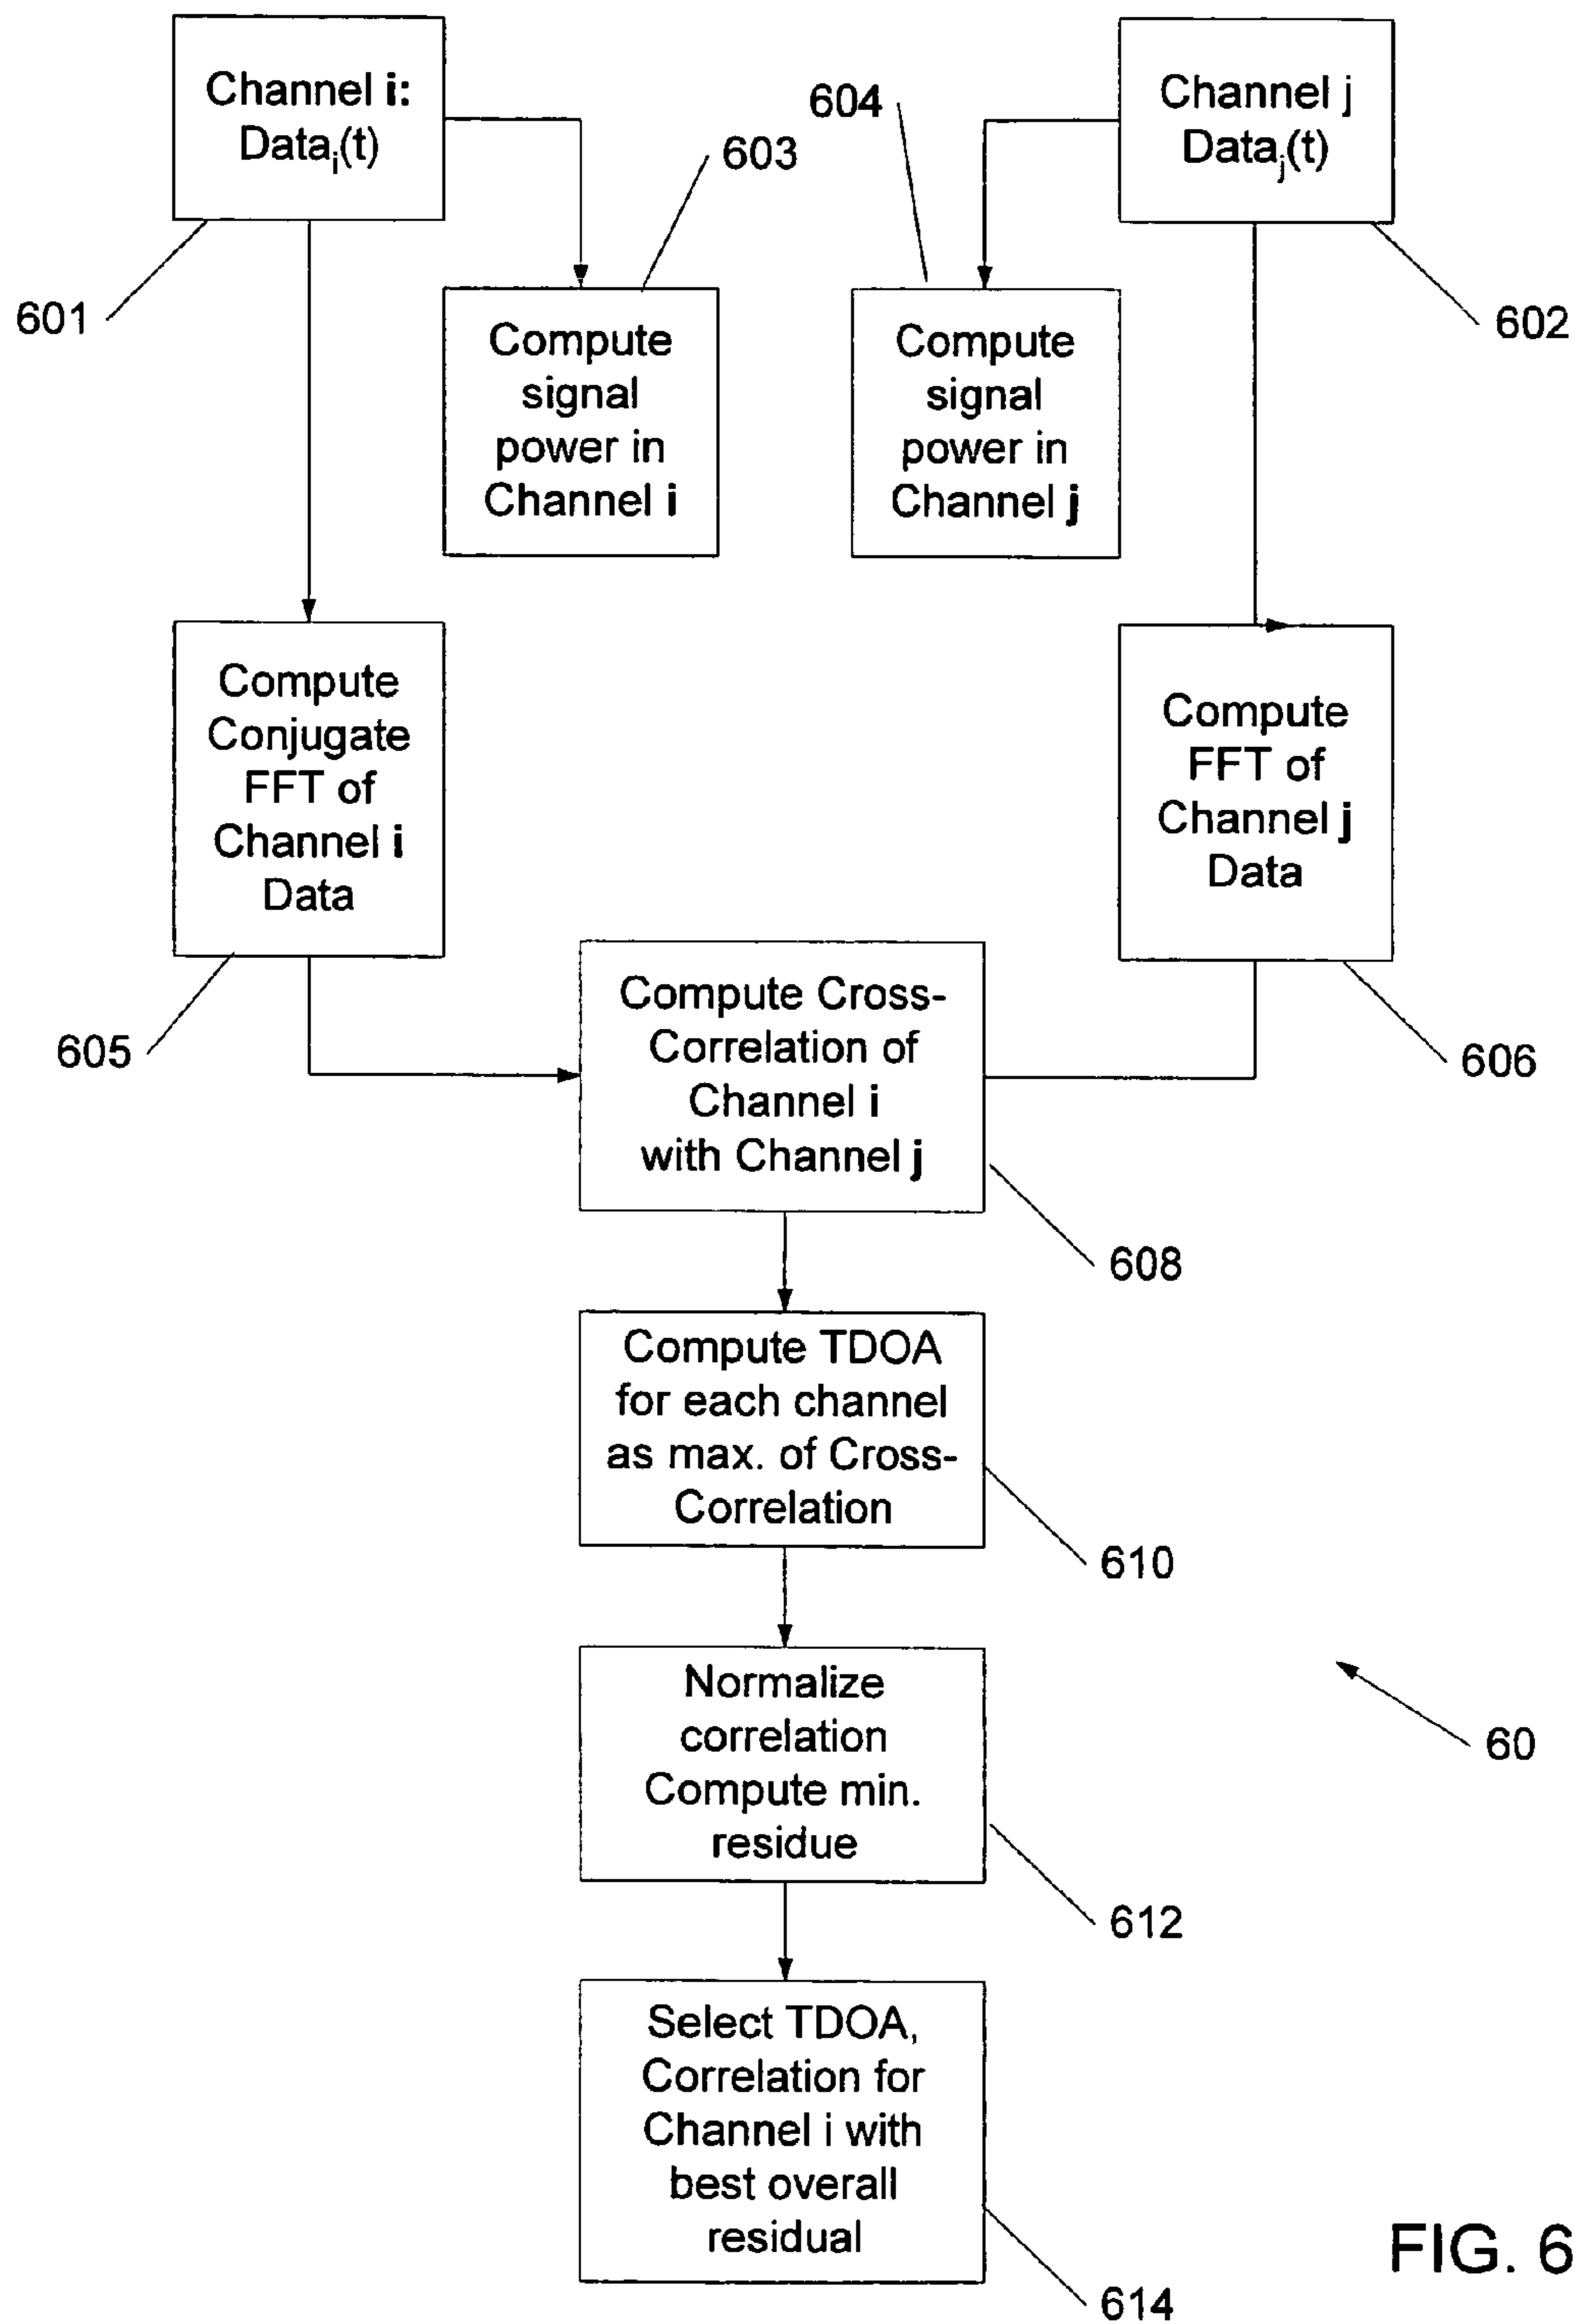 Channel i:
Dataᵢ(t)
604
Channel j
Dataⱼ(t)
603
601
602
Compute
signal
power in
Channel i
Compute
signal
power in
Channel j
Compute
Conjugate
FFT of
Channel i
Data
Compute
FFT of
Channel j
Data
605
606
Compute Cross-
Correlation of
Channel i
with Channel j
608
Compute TDOA
for each channel
as max. of Cross-
Correlation
610
Normalize
correlation
Compute min.
residue
60
612
Select TDOA,
Correlation for
Channel i with
best overall
residual
614
FIG. 6